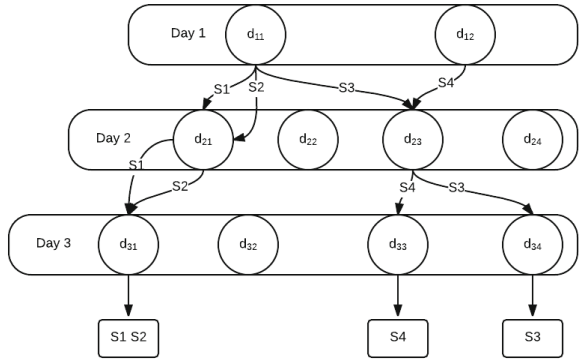 Day 1
d11
d12
S1
S2
S3
S4
Day 2
d21
d22
d23
d24
S1
S2
S4
S3
Day 3
d31
d32
d33
d34
S1 S2
S4
S3